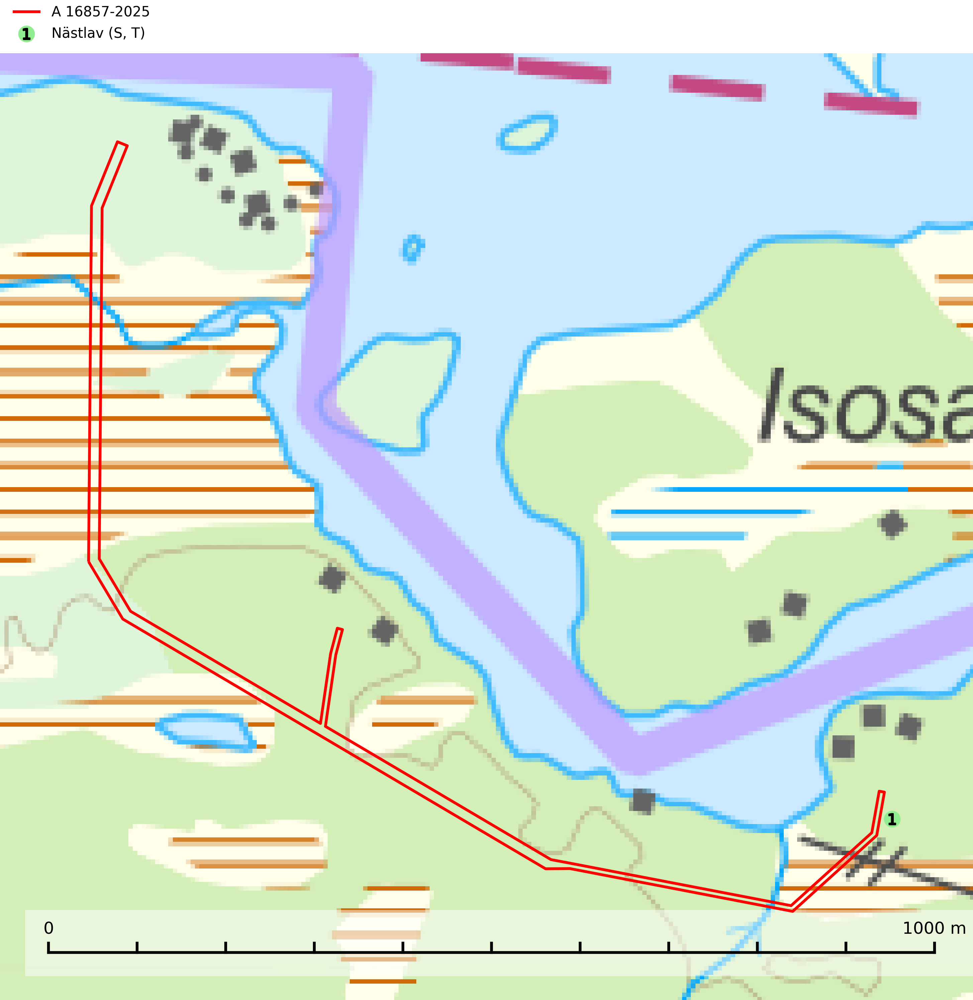 A 16857-2025
1 Nästlav (S, T)
Isosa
1
0 1000 m